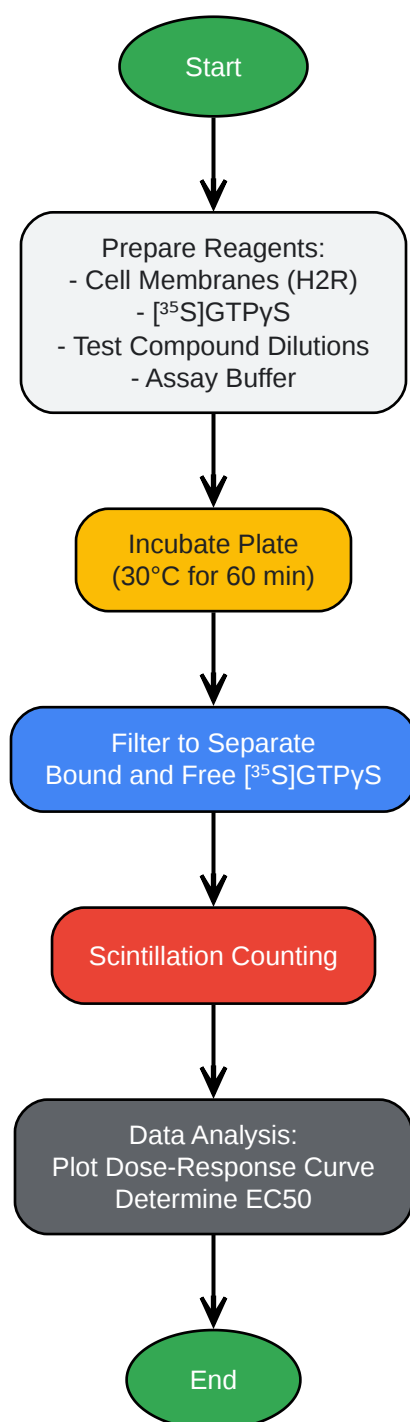 Start
Prepare Reagents:
- Cell Membranes (H2R)
- [³⁵S]GTPγS
- Test Compound Dilutions
- Assay Buffer
Incubate Plate
(30°C for 60 min)
Filter to Separate
Bound and Free [³⁵S]GTPγS
Scintillation Counting
Data Analysis:
Plot Dose-Response Curve
Determine EC50
End